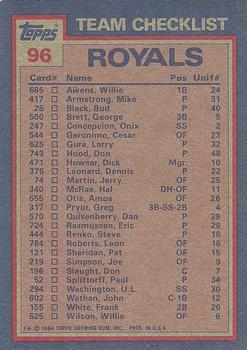 Topps
TEAM CHECKLIST
96
ROYALS
Card# Name Pos Unif#
685 Aikens, Willie 1B 24
417 Armstrong, Mike P 31
26 Black, Bud P 40
500 Brett, George 3B 5
247 Concepcion, Onix SS 2
544 Geronimo, Cesar OF 23
625 Gura, Larry P 32
743 Hood, Don P 48
471 Howser, Dick Mgr. 10
375 Leonard, Dennis P 22
74 Martin, Jerry OF 25
340 McRae, Hal DH-OF 11
655 Otis, Amos OF 26
317 Pryor, Greg 3B-SS-2B 4
570 Quisenberry, Dan P 29
724 Rasmussen, Eric P 28
444 Renko, Steve P 18
784 Roberts, Leon OF 16
121 Sheridan, Pat OF 15
219 Simpson, Joe OF 9
196 Slaught, Don C 7
52 Splittorff, Paul P 34
294 Washington, U.L. SS 30
602 Wathan, John C-1B 12
155 White, Frank 2B 20
525 Wilson, Willie OF 6
© 1984 TOPPS CHEWING GUM, INC. PRTD. IN U.S.A.